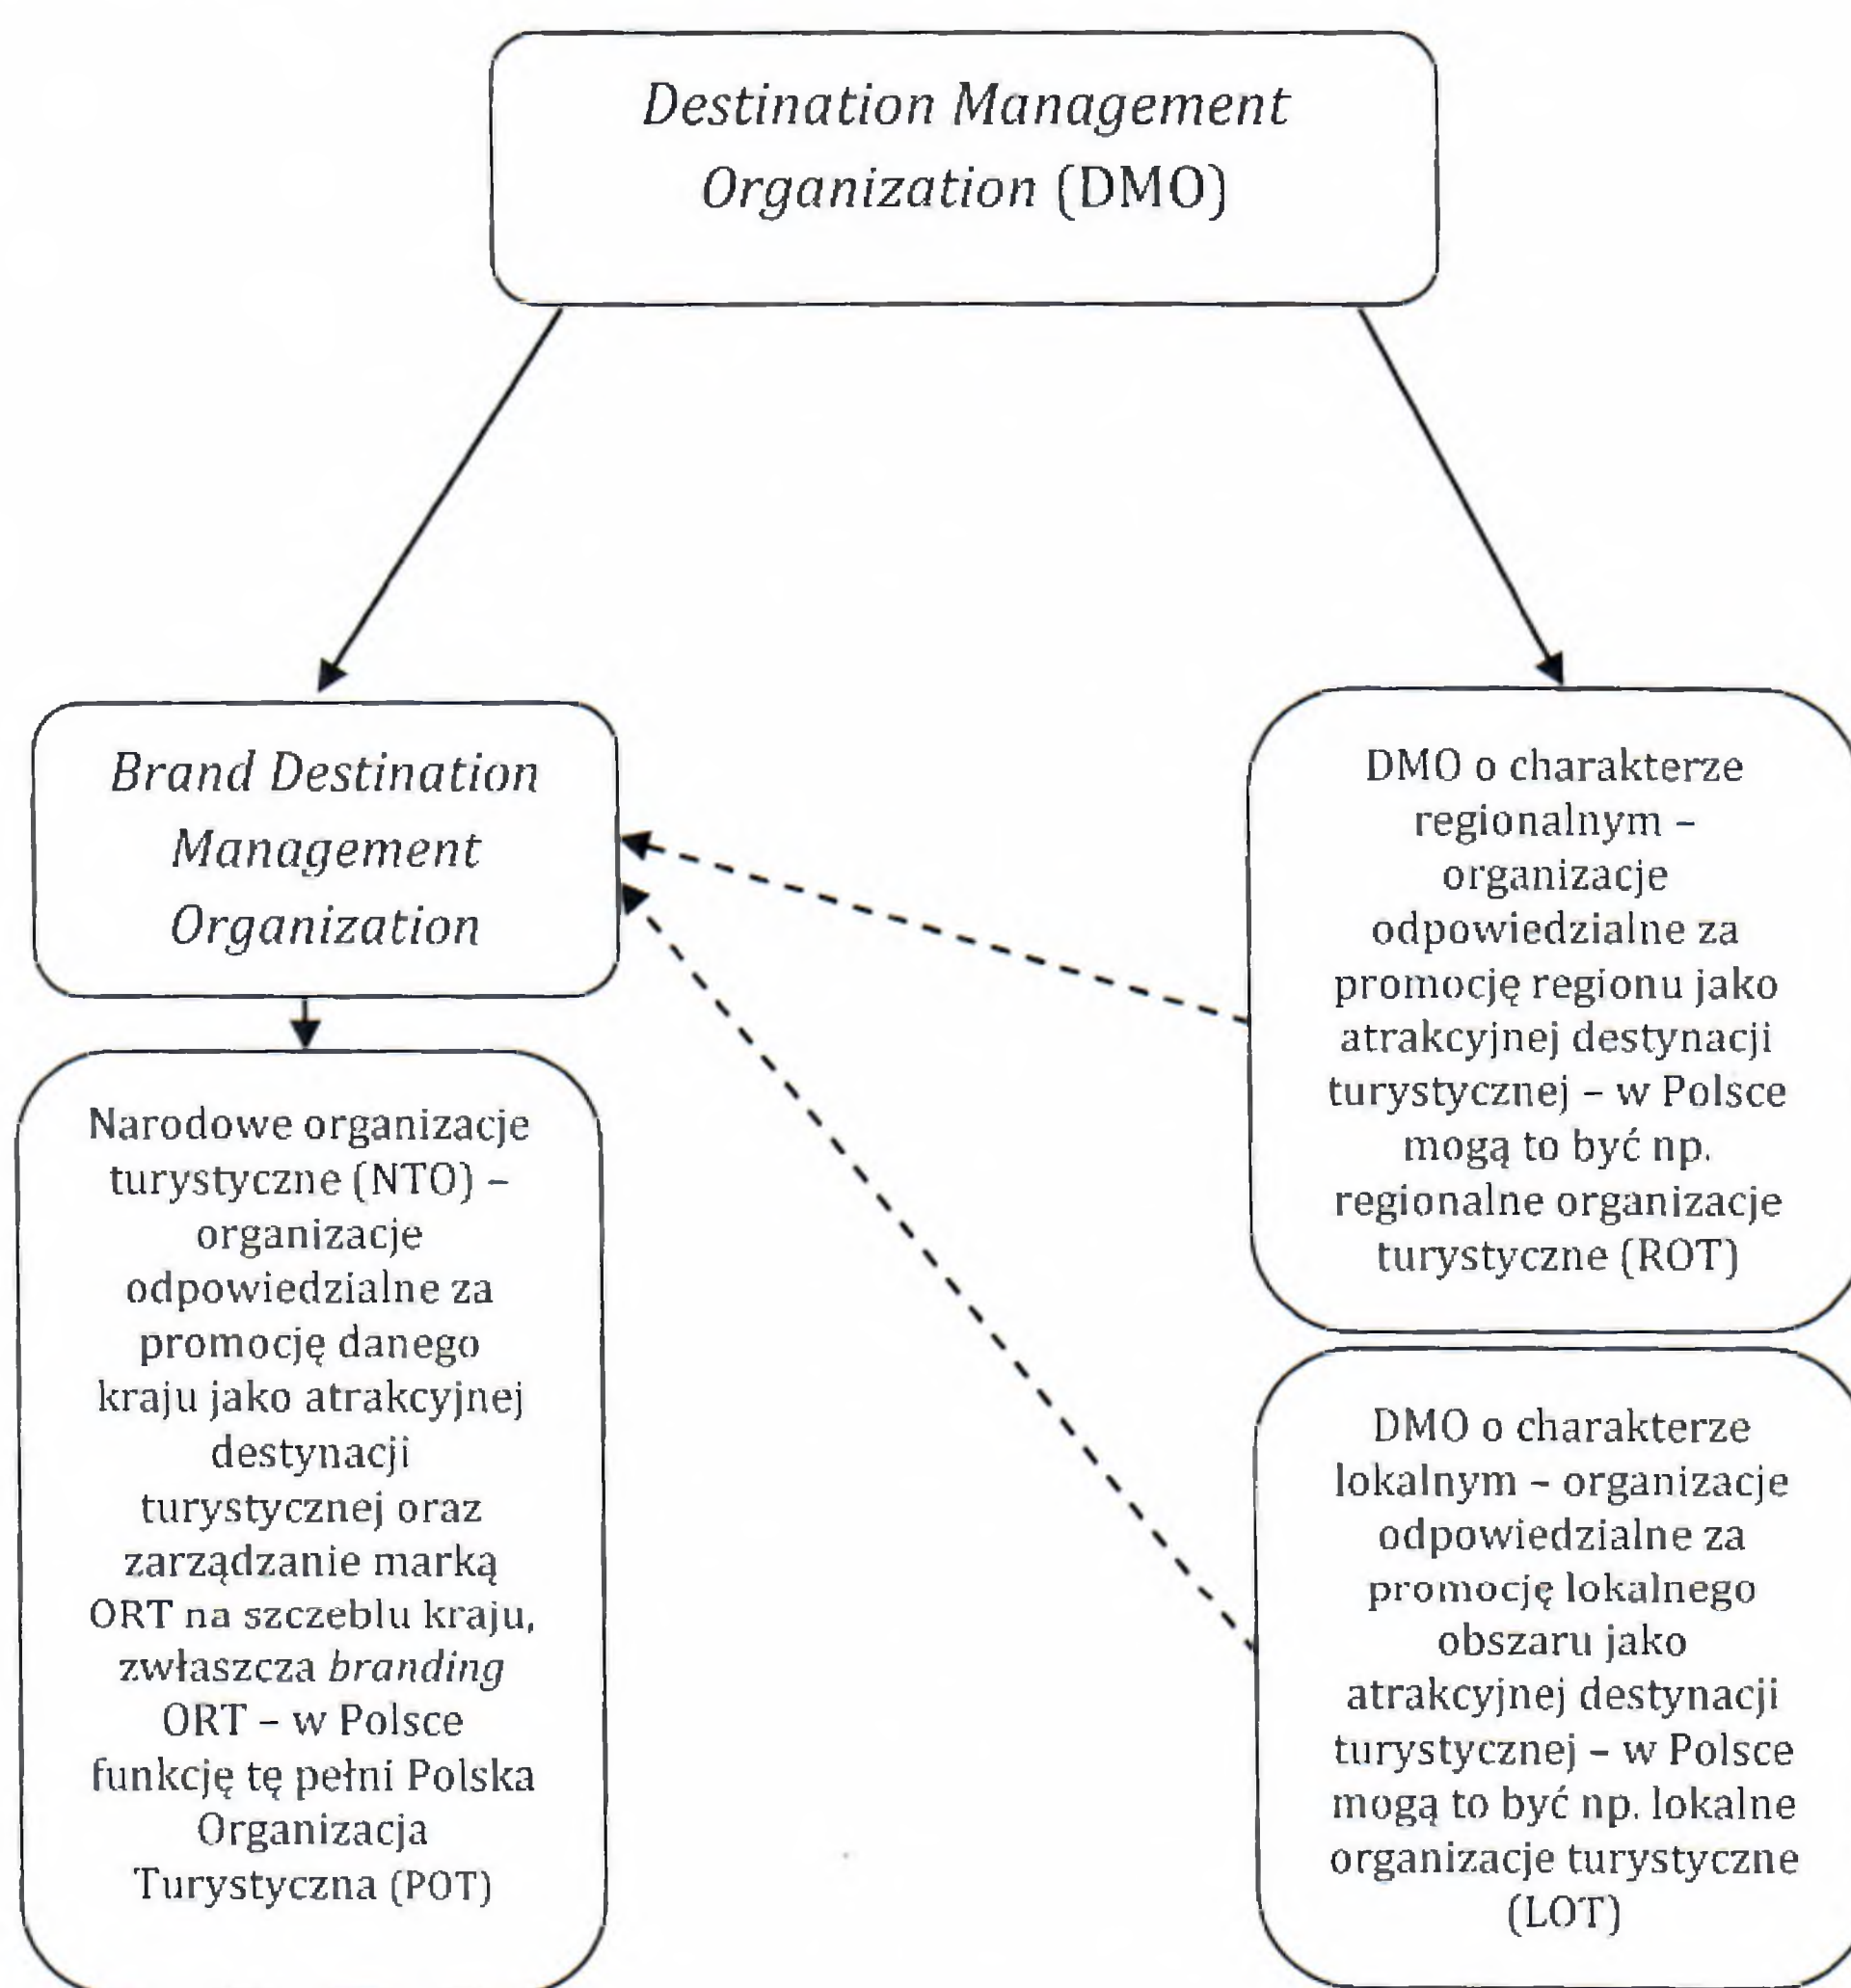 Destination Management
Organization (DMO)
Brand Destination
Management
Organization
Narodowe organizacje
turystyczne (NTO) –
organizacje
odpowiedzialne za
promocję danego
kraju jako atrakcyjnej
destynacji
turystycznej oraz
zarządzanie marką
ORT na szczeblu kraju,
zwłaszcza branding
ORT – w Polsce
funkcję tę pełni Polska
Organizacja
Turystyczna (POT)
DMO o charakterze
regionalnym –
organizacje
odpowiedzialne za
promocję regionu jako
atrakcyjnej destynacji
turystycznej – w Polsce
mogą to być np.
regionalne organizacje
turystyczne (ROT)
DMO o charakterze
lokalnym – organizacje
odpowiedzialne za
promocję lokalnego
obszaru jako
atrakcyjnej destynacji
turystycznej – w Polsce
mogą to być np. lokalne
organizacje turystyczne
(LOT)